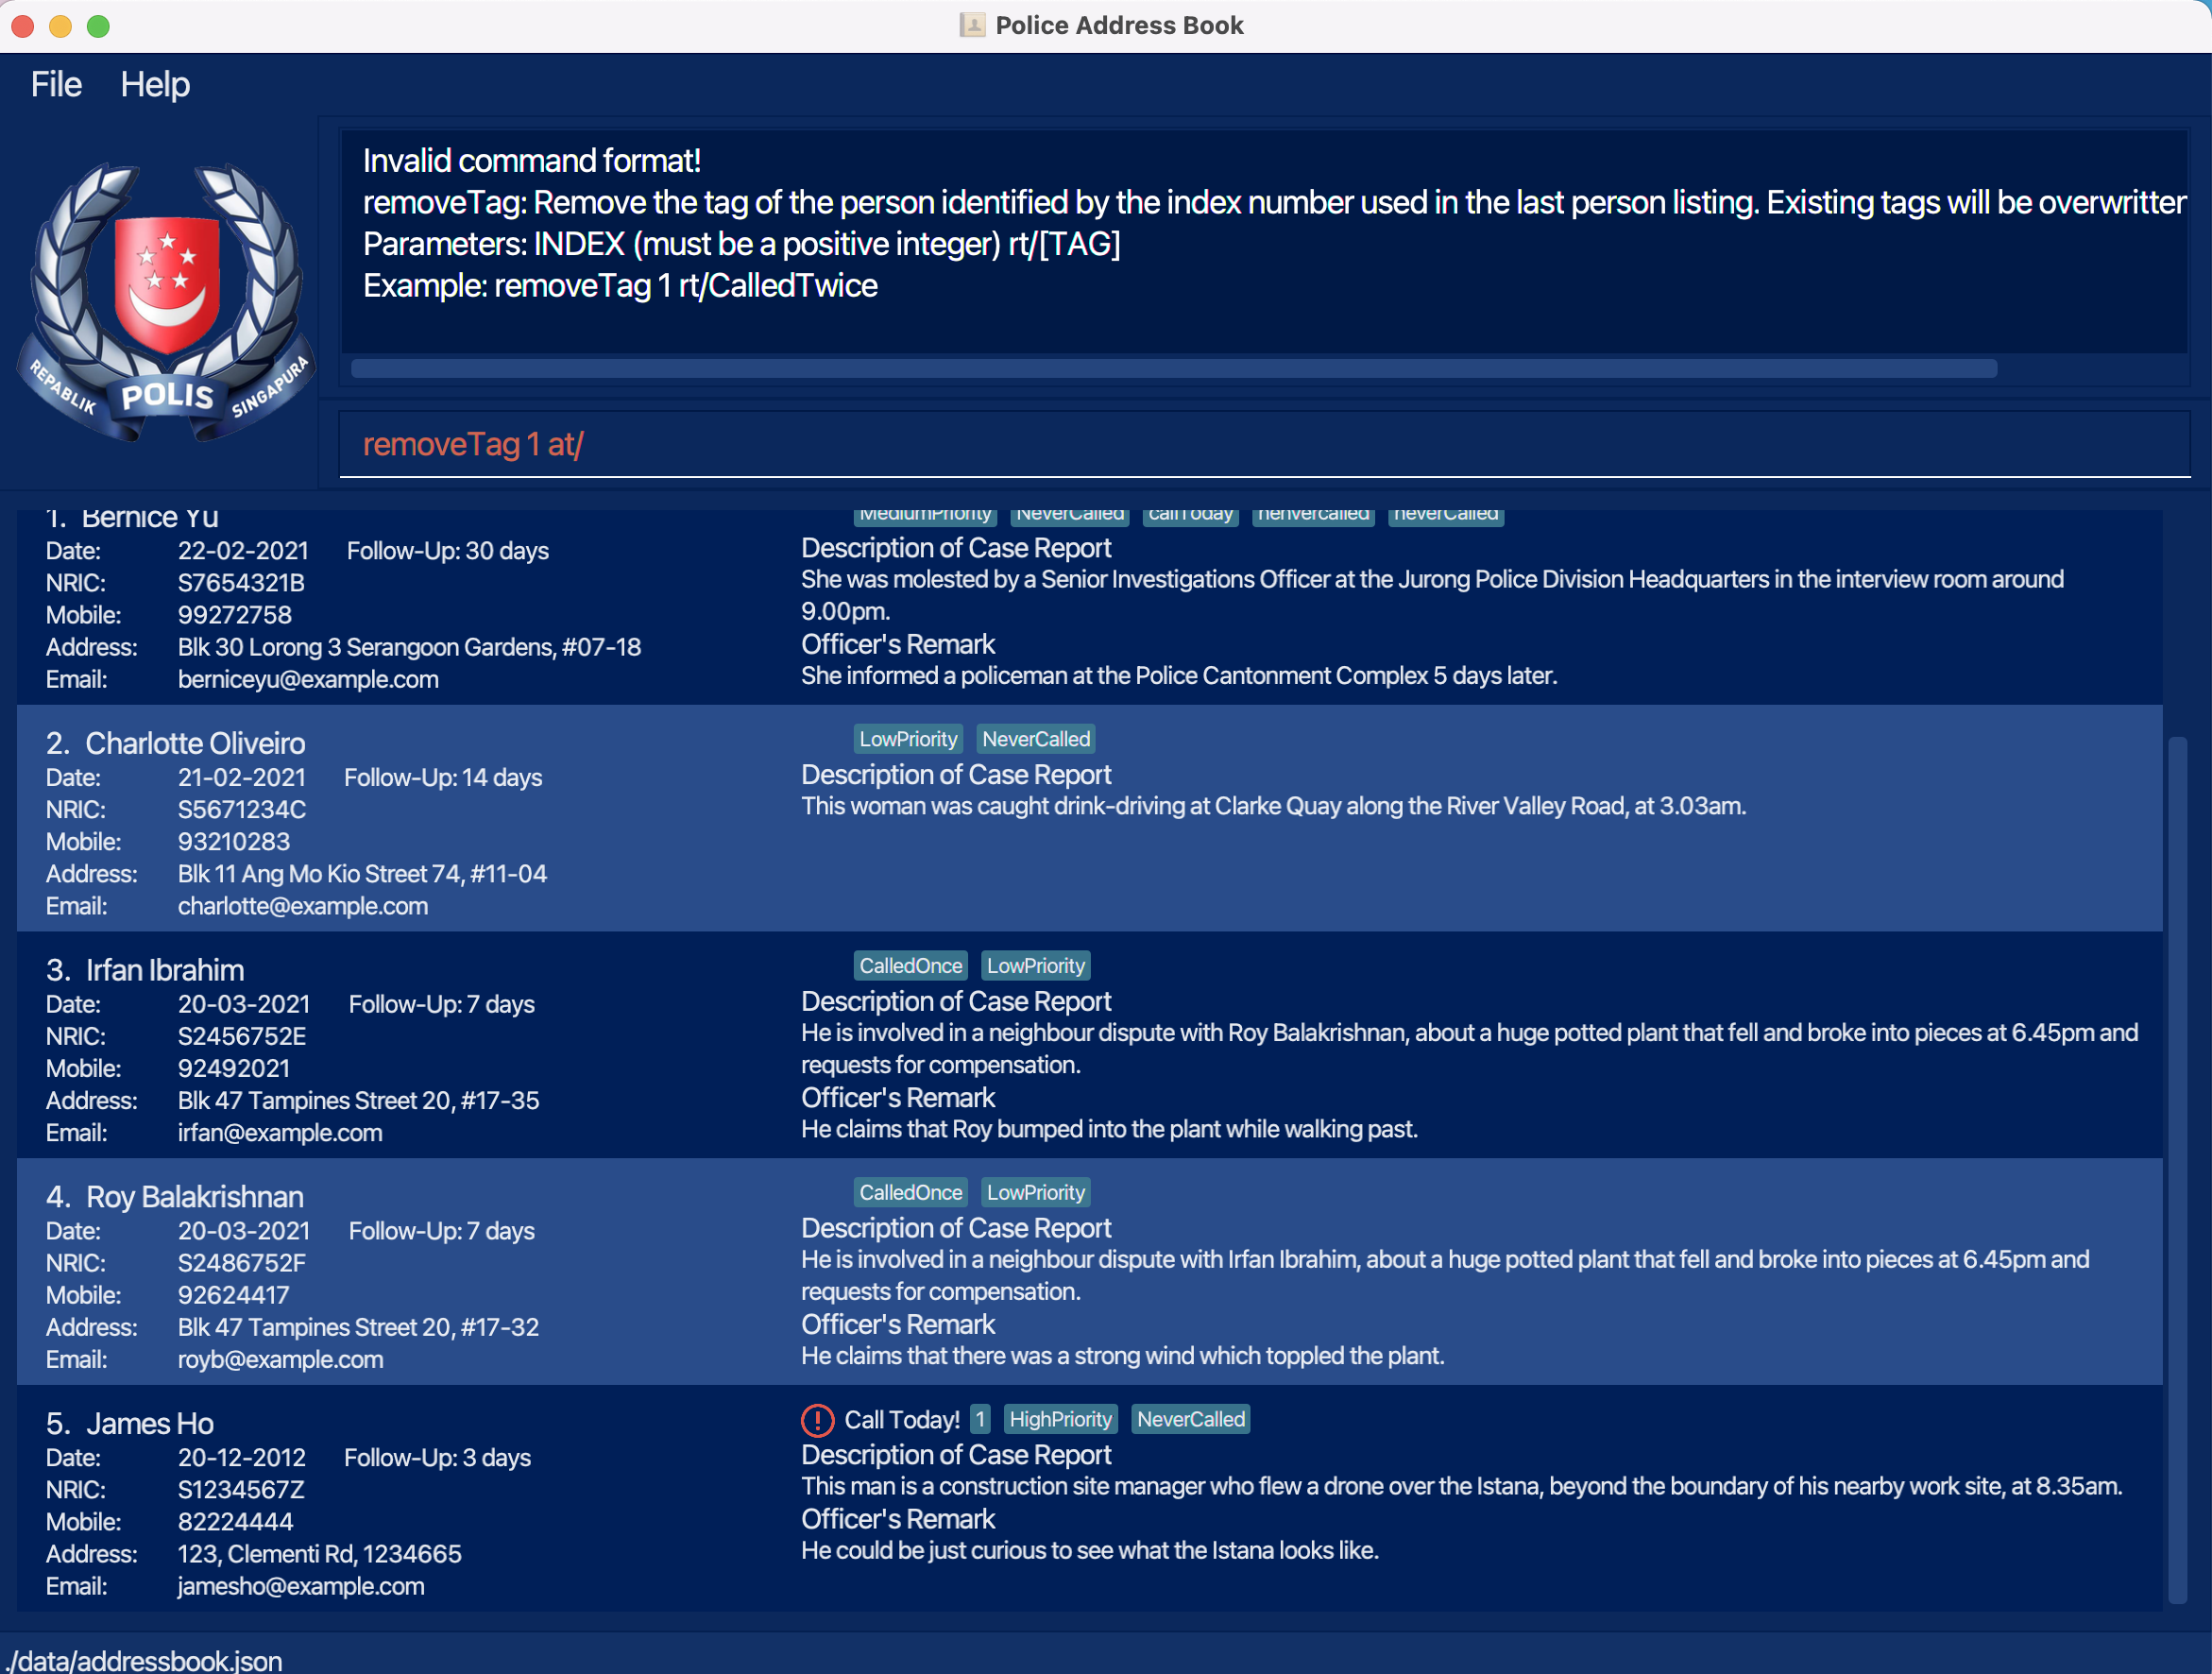 Police Address Book
File Help
Invalid command format!
removeTag: Remove the tag of the person identified by the index number used in the last person listing. Existing tags will be overwritter
Parameters: INDEX (must be a positive integer) rt/[TAG]
Example: removeTag 1 rt/CalledTwice
REPABLIK POLIS SINGAPURA
removeTag 1 at/
1. Bernice Yu
MediumPriority NeverCalled callToday nenvercalled neverCalled
Date: 22-02-2021 Follow-Up: 30 days
NRIC: S7654321B
Mobile: 99272758
Address: Blk 30 Lorong 3 Serangoon Gardens, #07-18
Email: berniceyu@example.com
Description of Case Report
She was molested by a Senior Investigations Officer at the Jurong Police Division Headquarters in the interview room around
9.00pm.
Officer's Remark
She informed a policeman at the Police Cantonment Complex 5 days later.
2. Charlotte Oliveiro
LowPriority NeverCalled
Date: 21-02-2021 Follow-Up: 14 days
NRIC: S5671234C
Mobile: 93210283
Address: Blk 11 Ang Mo Kio Street 74, #11-04
Email: charlotte@example.com
Description of Case Report
This woman was caught drink-driving at Clarke Quay along the River Valley Road, at 3.03am.
3. Irfan Ibrahim
CalledOnce LowPriority
Date: 20-03-2021 Follow-Up: 7 days
NRIC: S2456752E
Mobile: 92492021
Address: Blk 47 Tampines Street 20, #17-35
Email: irfan@example.com
Description of Case Report
He is involved in a neighbour dispute with Roy Balakrishnan, about a huge potted plant that fell and broke into pieces at 6.45pm and
requests for compensation.
Officer's Remark
He claims that Roy bumped into the plant while walking past.
4. Roy Balakrishnan
CalledOnce LowPriority
Date: 20-03-2021 Follow-Up: 7 days
NRIC: S2486752F
Mobile: 92624417
Address: Blk 47 Tampines Street 20, #17-32
Email: royb@example.com
Description of Case Report
He is involved in a neighbour dispute with Irfan Ibrahim, about a huge potted plant that fell and broke into pieces at 6.45pm and
requests for compensation.
Officer's Remark
He claims that there was a strong wind which toppled the plant.
5. James Ho
Call Today! 1 HighPriority NeverCalled
Date: 20-12-2012 Follow-Up: 3 days
NRIC: S1234567Z
Mobile: 82224444
Address: 123, Clementi Rd, 1234665
Email: jamesho@example.com
Description of Case Report
This man is a construction site manager who flew a drone over the Istana, beyond the boundary of his nearby work site, at 8.35am.
Officer's Remark
He could be just curious to see what the Istana looks like.
./data/addressbook.json